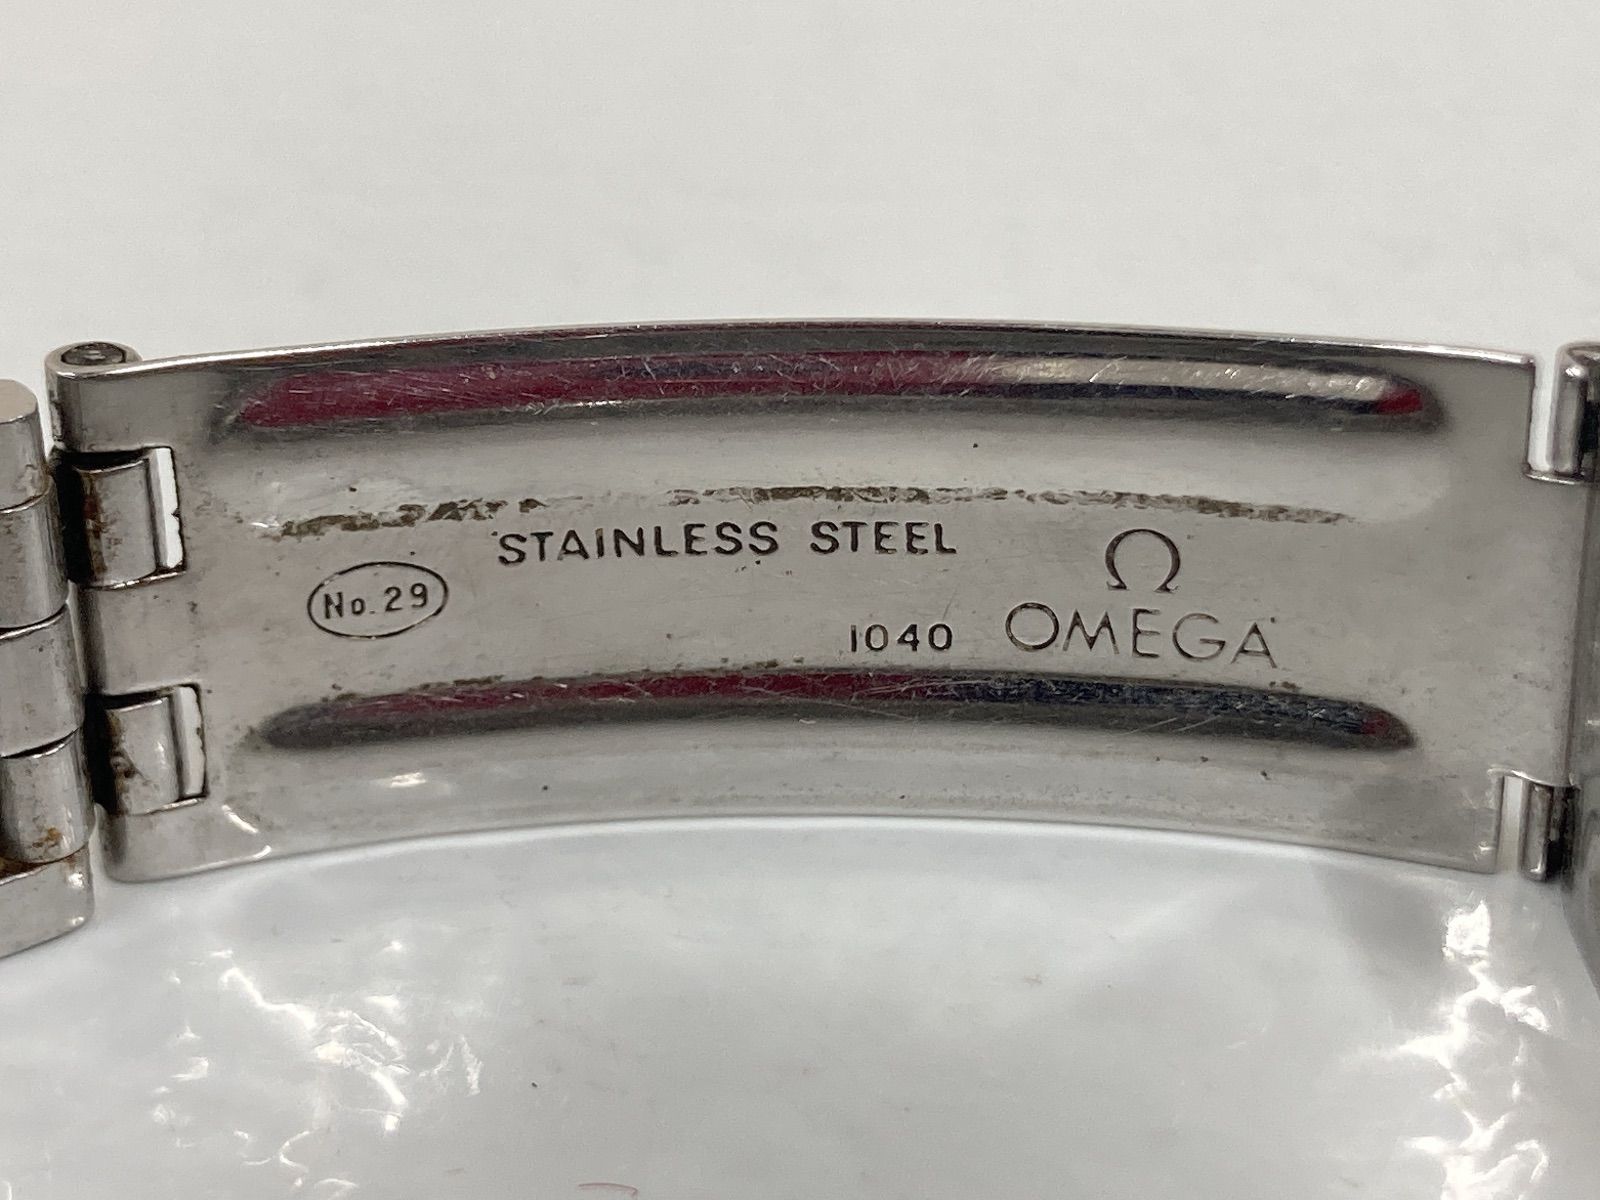 STAINLESS STEEL
No. 29
1040
Ω
OMEGA